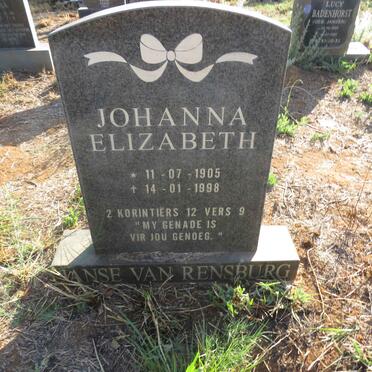 JOHANNA
ELIZABETH
* 11-07-1905
† 14-01-1998
2 KORINTIËRS 12 VERS 9
"MY GENADE IS
VIR JOU GENOEG."
JANSE VAN RENSBURG
LUCY
BADENHORST